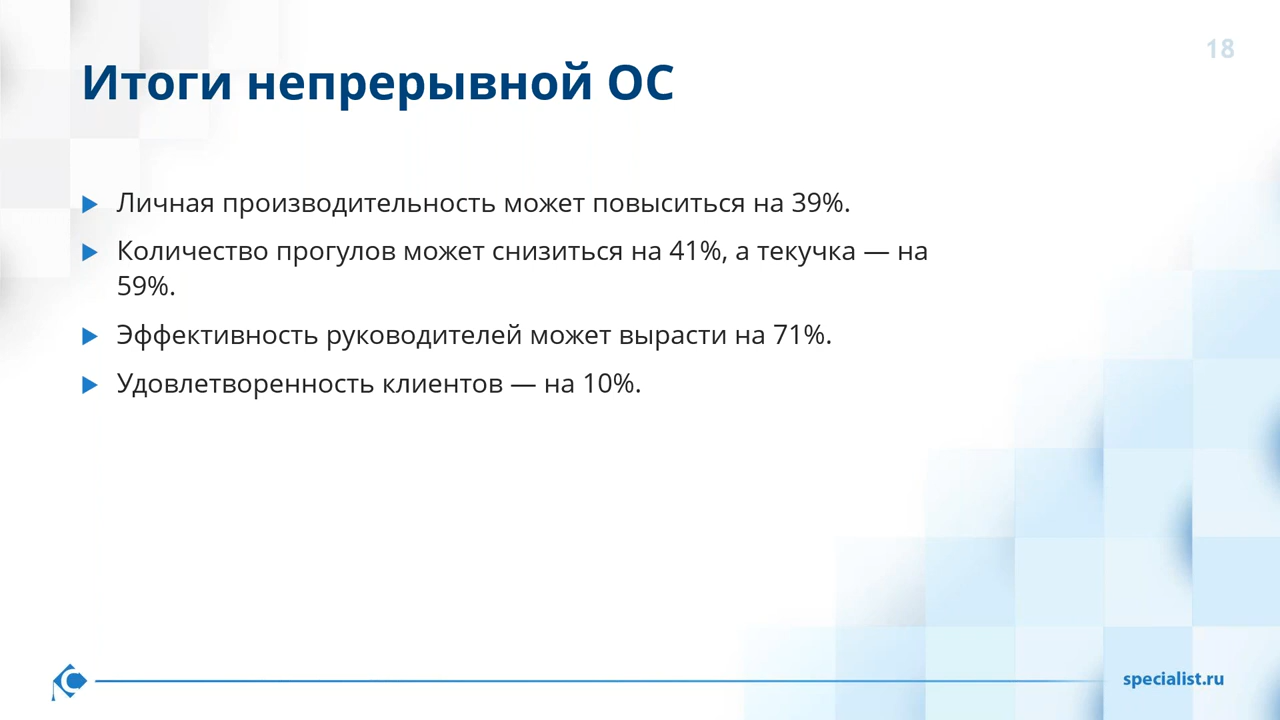 18
Итоги непрерывной ОС
Личная производительность может повыситься на 39%.
Количество прогулов может снизиться на 41%, а текучка — на
59%.
Эффективность руководителей может вырасти на 71%.
Удовлетворенность клиентов — на 10%.
specialist.ru